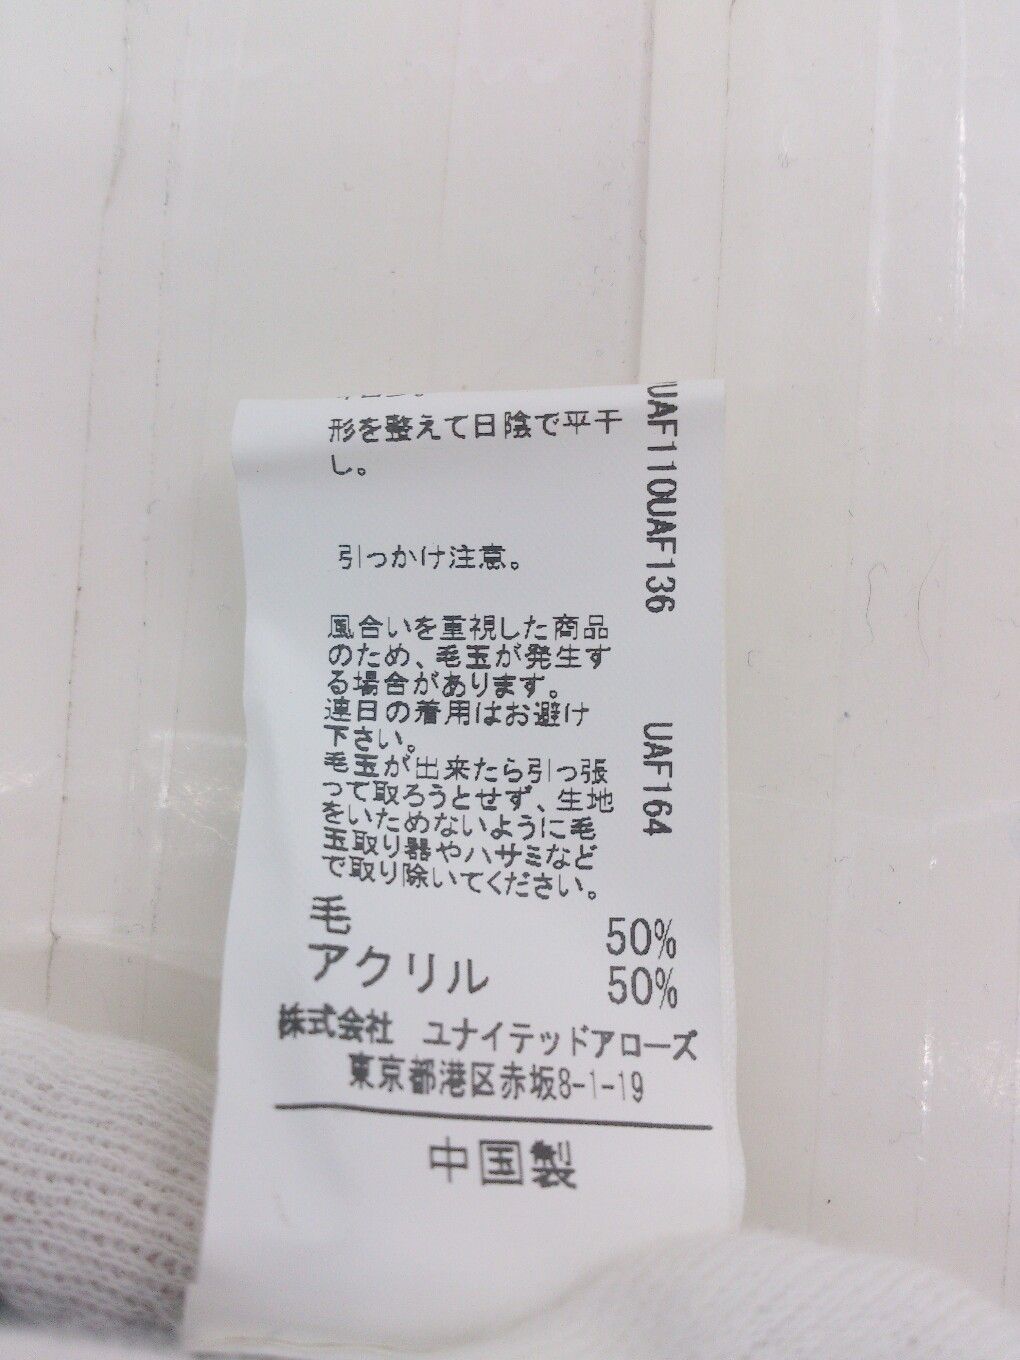 形を整えて日陰で平干
し。
引っかけ注意。
風合いを重視した商品
のため、毛玉が発生す
る場合があります。
連日の着用はお避け
下さい。
毛玉が出来たら引っ張
って取ろうとせず、生地
をいためないように毛
玉取り器やハサミなど
で取り除いてください。
毛 50%
アクリル 50%
株式会社 ユナイテッドアローズ
東京都港区赤坂8-1-19
中国製
UAF110UAF136 UAF164